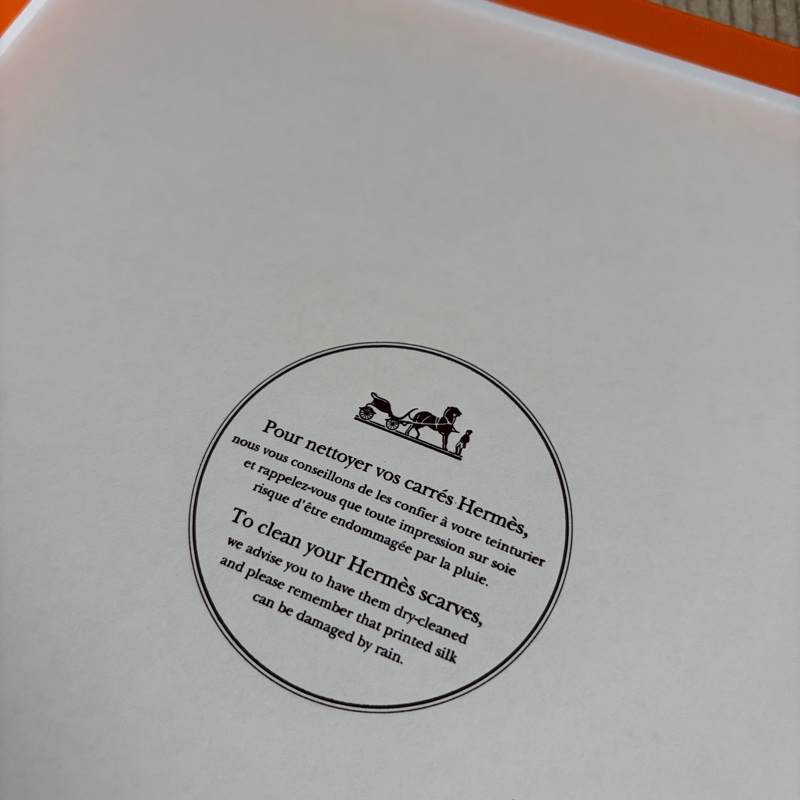 Pour nettoyer vos carrés Hermès,
nous vous conseillons de les confier à votre teinturier
et rappelez-vous que toute impression sur soie
risque d'être endommagée par la pluie.
To clean your Hermès scarves,
we advise you to have them dry-cleaned
and please remember that printed silk
can be damaged by rain.